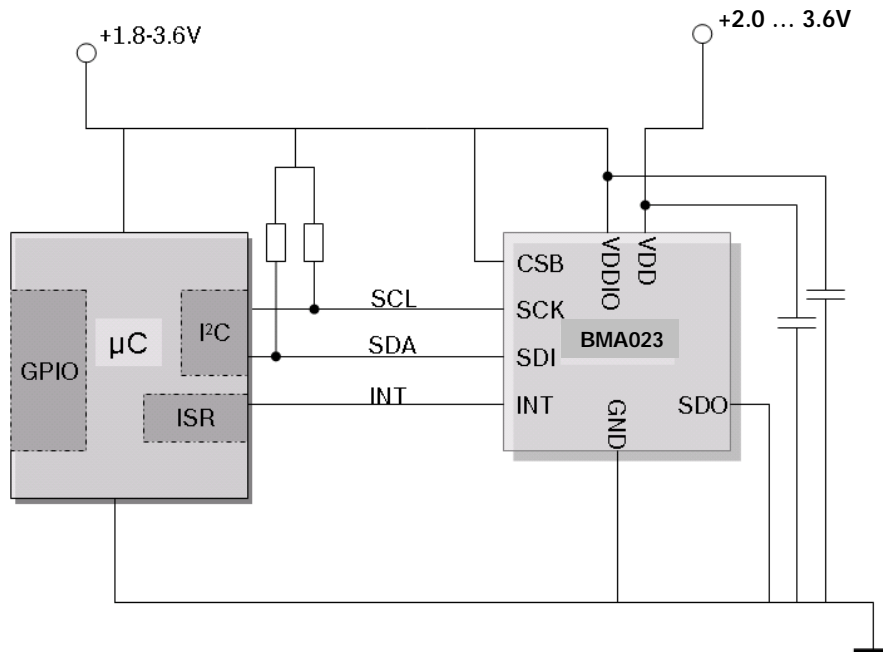 +1.8-3.6V
+2.0 ... 3.6V
CSB
VDDIO
VDD
SCL
SCK
I²C
µC
BMA023
SDA
SDI
GPIO
INT
INT
GND
SDO
ISR